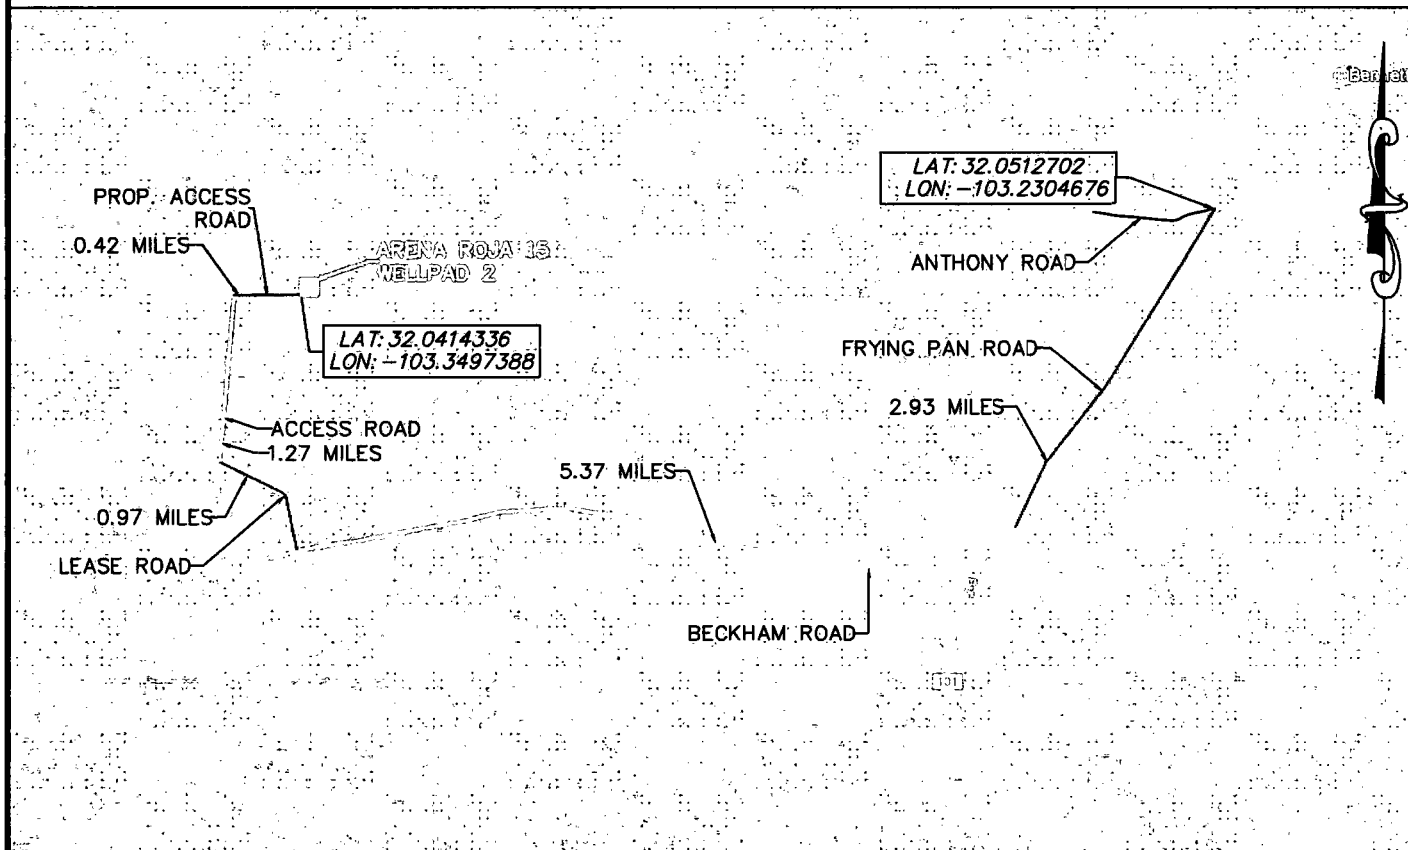 Bennett
LAT: 32.0512702
LON: -103.2304676
PROP. ACCESS
ROAD
0.42 MILES
ARENA ROJA 15
WELLPAD 2
ANTHONY ROAD
LAT: 32.0414336
LON: -103.3497388
FRYING PAN ROAD
2.93 MILES
ACCESS ROAD
1.27 MILES
5.37 MILES
0.97 MILES
LEASE ROAD
BECKHAM ROAD